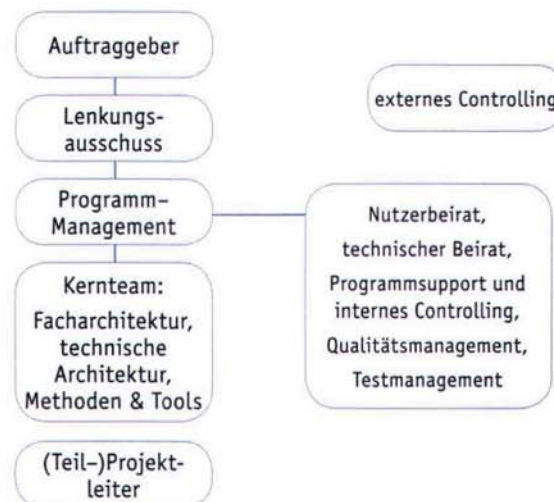 Auftraggeber
Lenkungs-
ausschuss
Programm-
Management
Kernteam:
Facharchitektur,
technische
Architektur,
Methoden & Tools
(Teil-)Projekt-
leiter
externes Controlling
Nutzerbeirat,
technischer Beirat,
Programmsupport und
internes Controlling,
Qualitätsmanagement,
Testmanagement